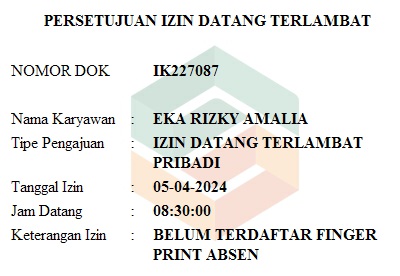 PERSETUJUAN IZIN DATANG TERLAMBAT
NOMOR DOK IK227087
Nama Karyawan : EKA RIZKY AMALIA
Tipe Pengajuan : IZIN DATANG TERLAMBAT
PRIBADI
Tanggal Izin : 05-04-2024
Jam Datang : 08:30:00
Keterangan Izin : BELUM TERDAFTAR FINGER
PRINT ABSEN